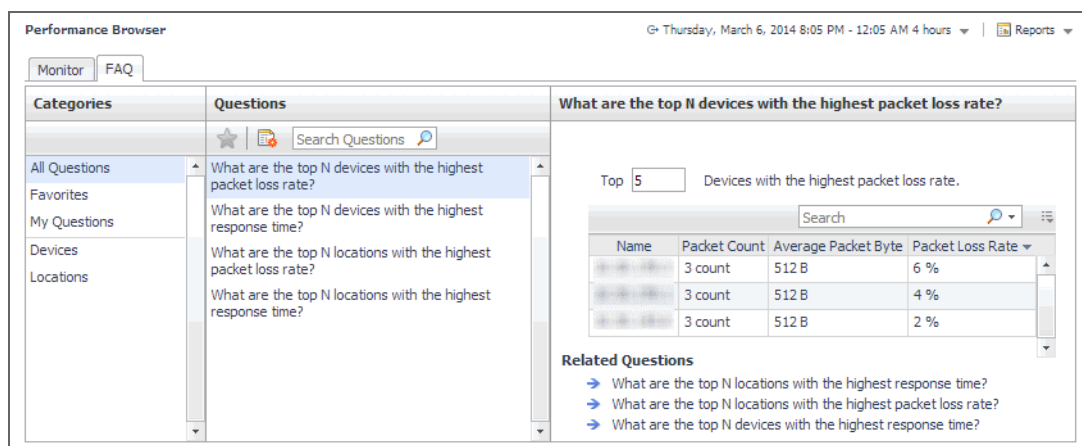 Performance Browser
Thursday, March 6, 2014 8:05 PM - 12:05 AM 4 hours
Reports
Monitor
FAQ
Categories
All Questions
Favorites
My Questions
Devices
Locations
Questions
Search Questions
What are the top N devices with the highest
packet loss rate?
What are the top N devices with the highest
response time?
What are the top N locations with the highest
packet loss rate?
What are the top N locations with the highest
response time?
What are the top N devices with the highest packet loss rate?
Top 5 Devices with the highest packet loss rate.
Search
Name Packet Count Average Packet Byte Packet Loss Rate
3 count 512 B 6 %
3 count 512 B 4 %
3 count 512 B 2 %
Related Questions
What are the top N locations with the highest response time?
What are the top N locations with the highest packet loss rate?
What are the top N devices with the highest response time?